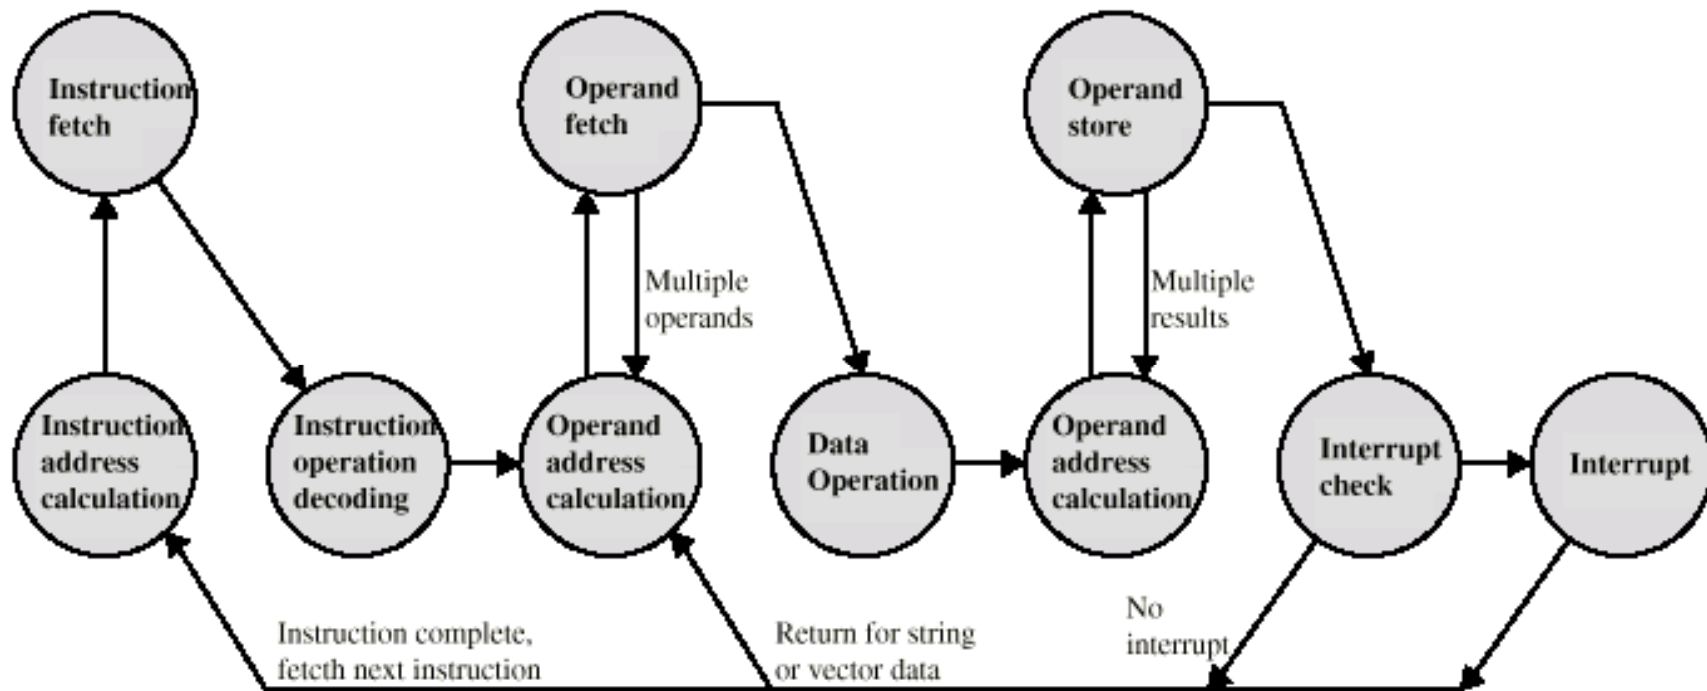 Instruction
fetch
Operand
fetch
Operand
store
Multiple
operands
Multiple
results
Instruction
address
calculation
Instruction
operation
decoding
Operand
address
calculation
Data
Operation
Operand
address
calculation
Interrupt
check
Interrupt
Instruction complete,
fetcth next instruction
Return for string
or vector data
No
interrupt